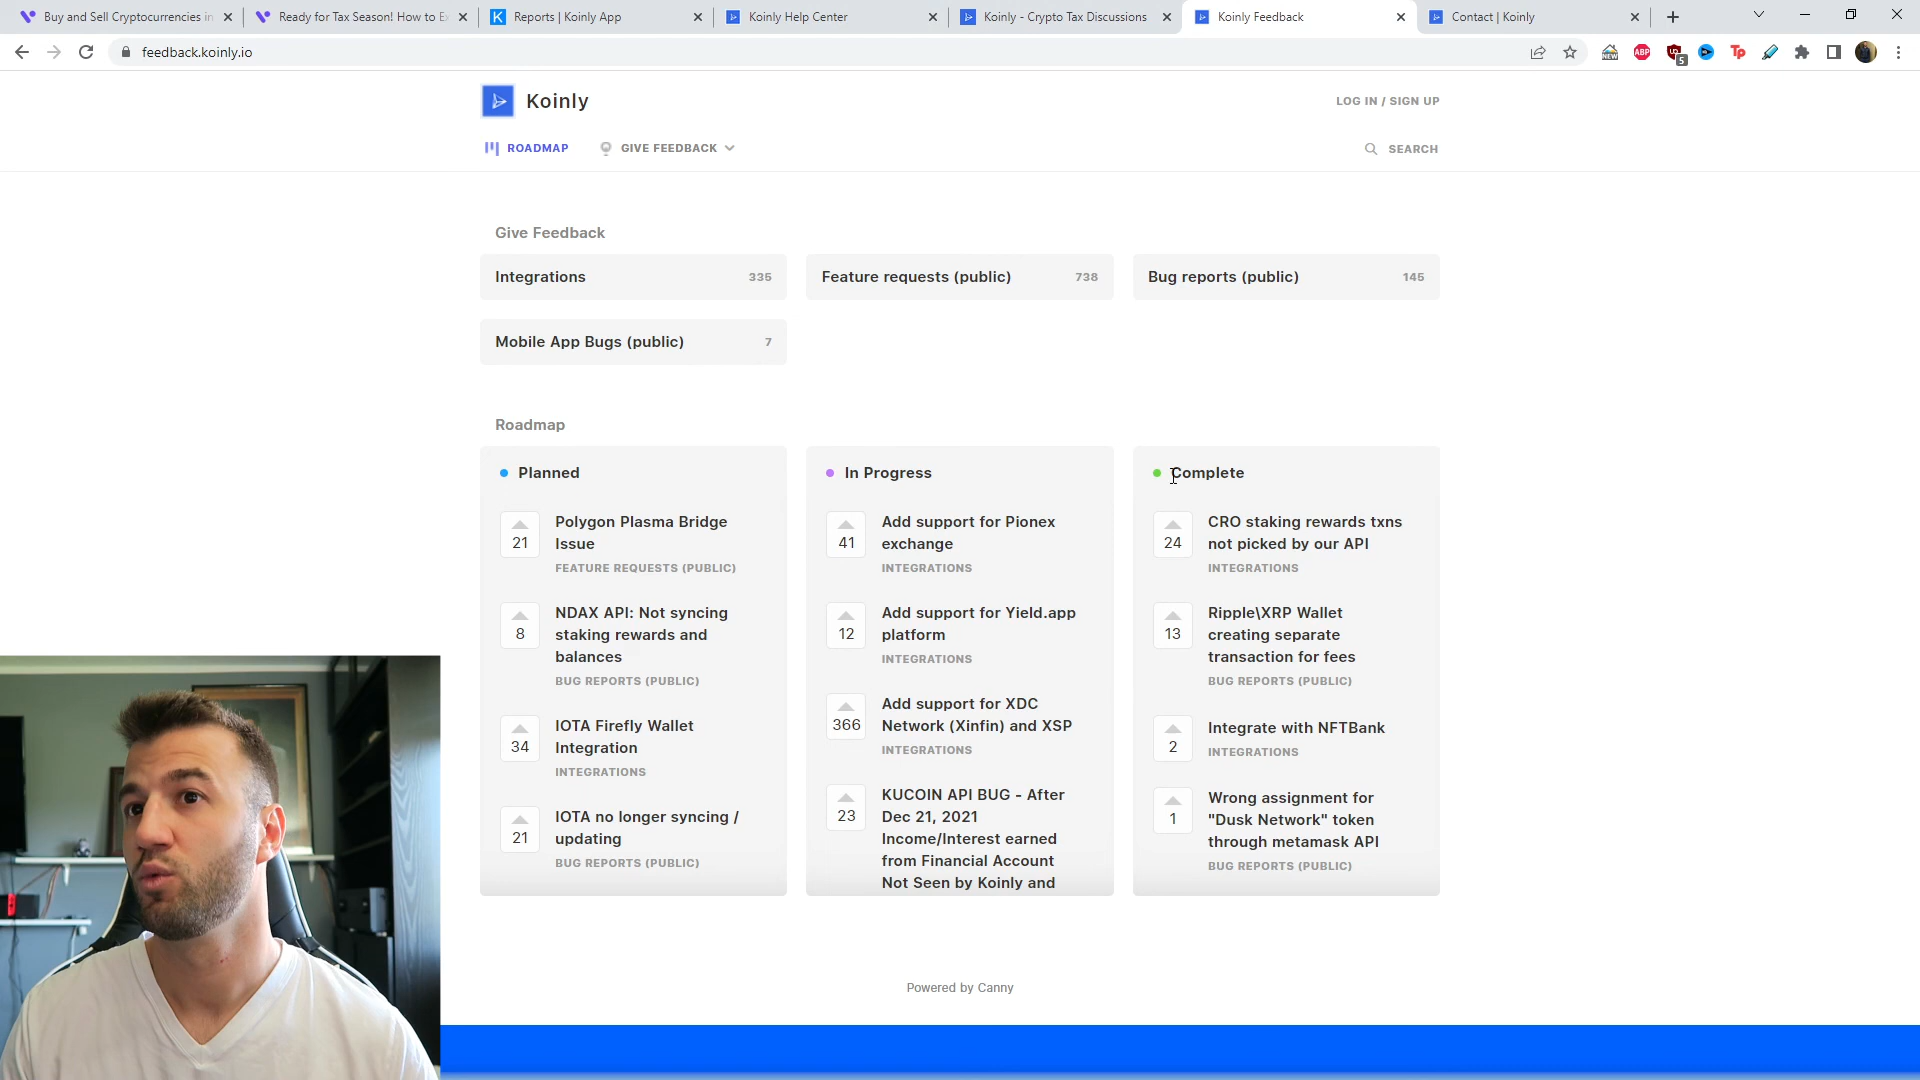 Buy and Sell Cryptocurrencies in
Ready for Tax Season! How to E
Reports | Koinly App
Koinly Help Center
Koinly - Crypto Tax Discussions
Koinly Feedback
Contact | Koinly
feedback.koinly.io
NEW
ABP
5
Tp
Koinly
LOG IN / SIGN UP
ROADMAP
GIVE FEEDBACK
SEARCH
Give Feedback
Integrations 335
Feature requests (public) 738
Bug reports (public) 145
Mobile App Bugs (public) 7
Roadmap
Planned
21
Polygon Plasma Bridge
Issue
FEATURE REQUESTS (PUBLIC)
8
NDAX API: Not syncing
staking rewards and
balances
BUG REPORTS (PUBLIC)
34
IOTA Firefly Wallet
Integration
INTEGRATIONS
21
IOTA no longer syncing /
updating
BUG REPORTS (PUBLIC)
In Progress
41
Add support for Pionex
exchange
INTEGRATIONS
12
Add support for Yield.app
platform
INTEGRATIONS
366
Add support for XDC
Network (Xinfin) and XSP
INTEGRATIONS
23
KUCOIN API BUG - After
Dec 21, 2021
Income/Interest earned
from Financial Account
Not Seen by Koinly and
Complete
24
CRO staking rewards txns
not picked by our API
INTEGRATIONS
13
Ripple\XRP Wallet
creating separate
transaction for fees
BUG REPORTS (PUBLIC)
2
Integrate with NFTBank
INTEGRATIONS
1
Wrong assignment for
"Dusk Network" token
through metamask API
BUG REPORTS (PUBLIC)
Powered by Canny